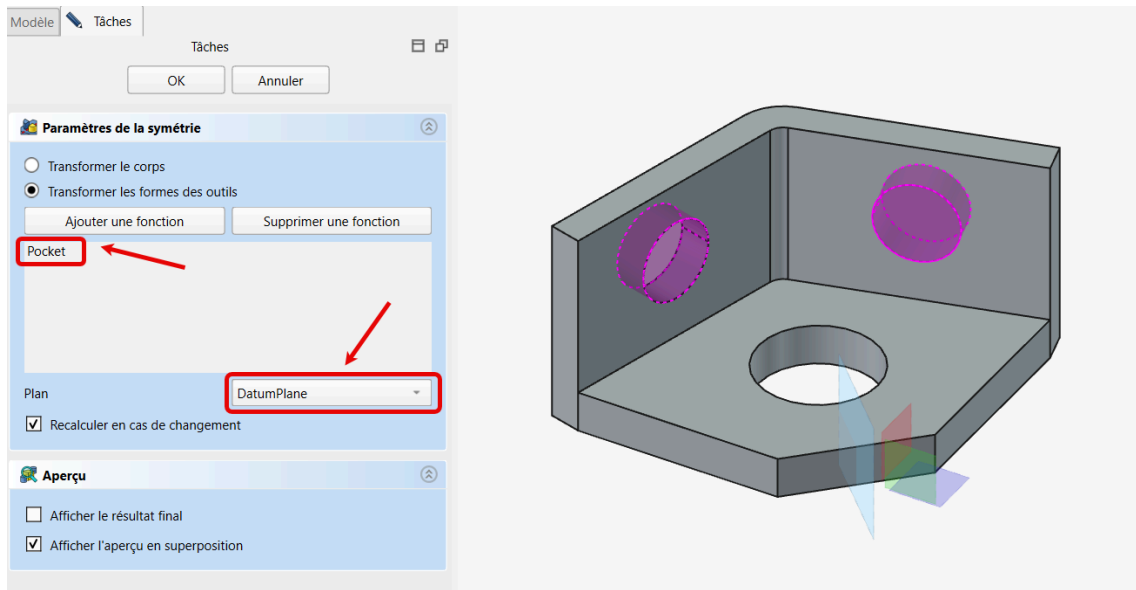 Modèle Tâches
Tâches
OK Annuler
Paramètres de la symétrie
Transformer le corps
Transformer les formes des outils
Ajouter une fonction Supprimer une fonction
Pocket
Plan DatumPlane
Recalculer en cas de changement
Aperçu
Afficher le résultat final
Afficher l'aperçu en superposition